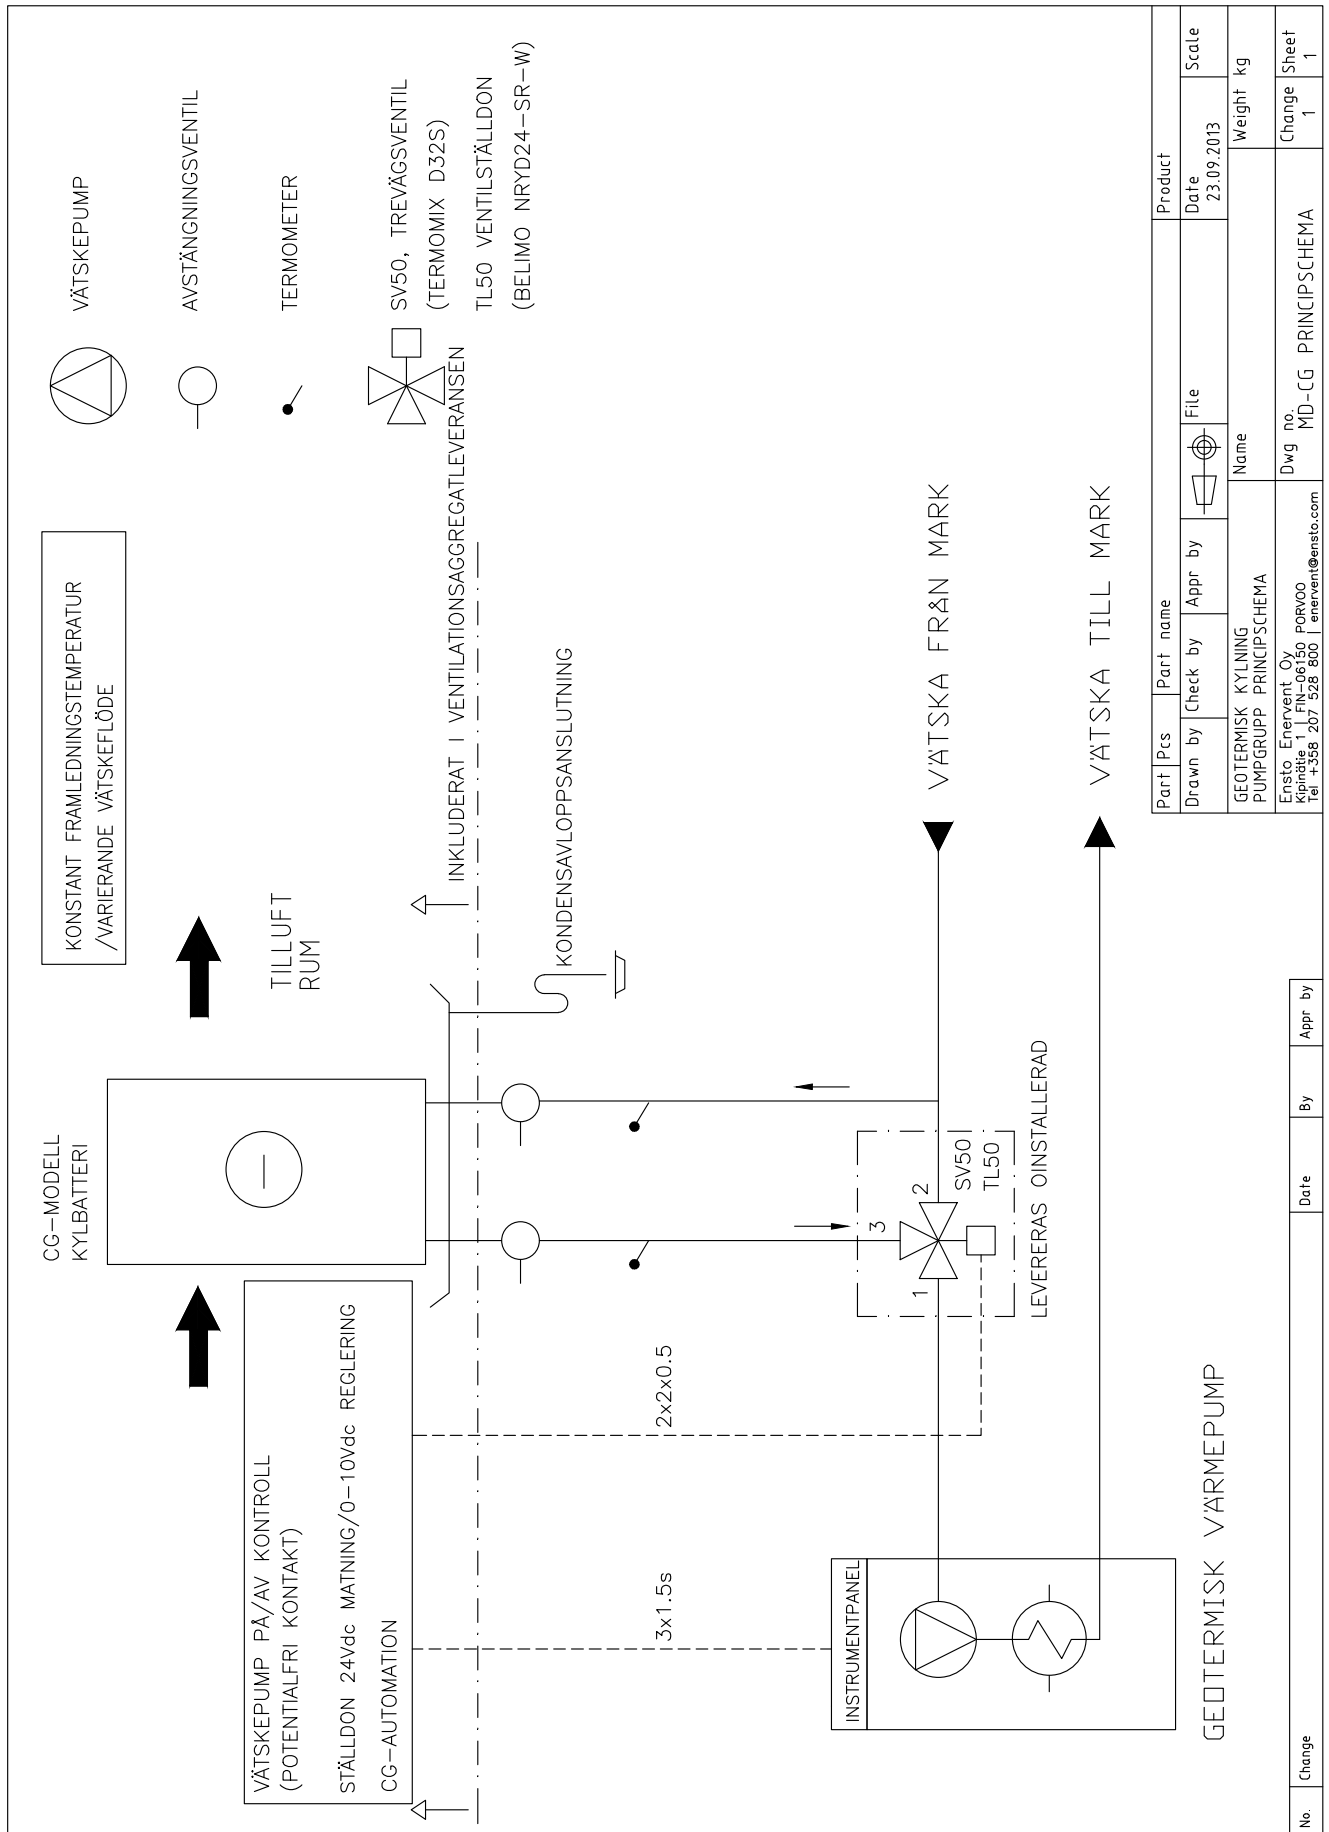 CG-MODELL
KYLBATTERI
KONSTANT FRAMLEDNINGSTEMPERATUR
/VARIERANDE VÄTSKEFLÖDE
VÄTSKEPUMP
AVSTÄNGNINGSVENTIL
TERMOMETER
SV50, TREVÄGSVENTIL
(TERMOMIX D32S)
TL50 VENTILSTÄLLDON
(BELIMO NRYD24-SR-W)
TILLUFT
RUM
VÄTSKEPUMP PÅ/AV KONTROLL
(POTENTIALFRI KONTAKT)
STÄLLDON 24Vdc MATNING/0-10Vdc REGLERING
CG-AUTOMATION
INKLUDERAT I VENTILATIONSAGGREGATLEVERANSEN
KONDENSAVLOPPSANSLUTNING
3x1.5s
2x2x0.5
3
1
2
SV50
TL50
LEVERERAS OINSTALLERAD
VÄTSKA FRÅN MARK
VÄTSKA TILL MARK
INSTRUMENTPANEL
GEOTERMISK VÄRMEPUMP
Part
Pcs
Part name
Product
Drawn by
Check by
Appr by
File
Date
23.09.2013
Scale
GEOTERMISK KYLNING
PUMPGRUPP PRINCIPSCHEMA
Name
Weight kg
Ensto Enervent Oy
Kipinätie 1 | FIN-06150 PORVOO
Tel +358 207 528 800 | enervent@ensto.com
Dwg no.
MD-CG PRINCIPSCHEMA
Change
1
Sheet
1
No.
Change
Date
By
Appr by